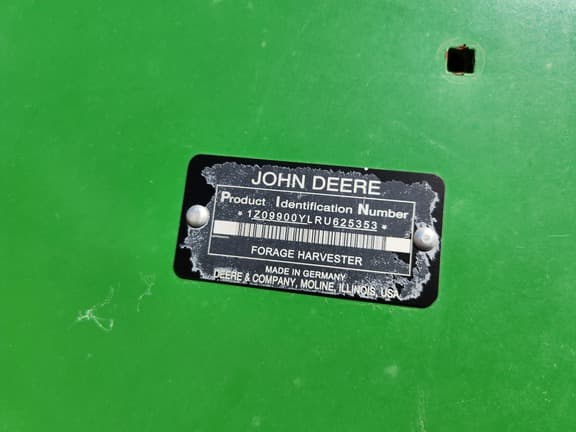 JOHN DEERE
Product Identification Number
*1Z09900YLRU625353*
FORAGE HARVESTER
MADE IN GERMANY
DEERE & COMPANY, MOLINE, ILLINOIS, USA